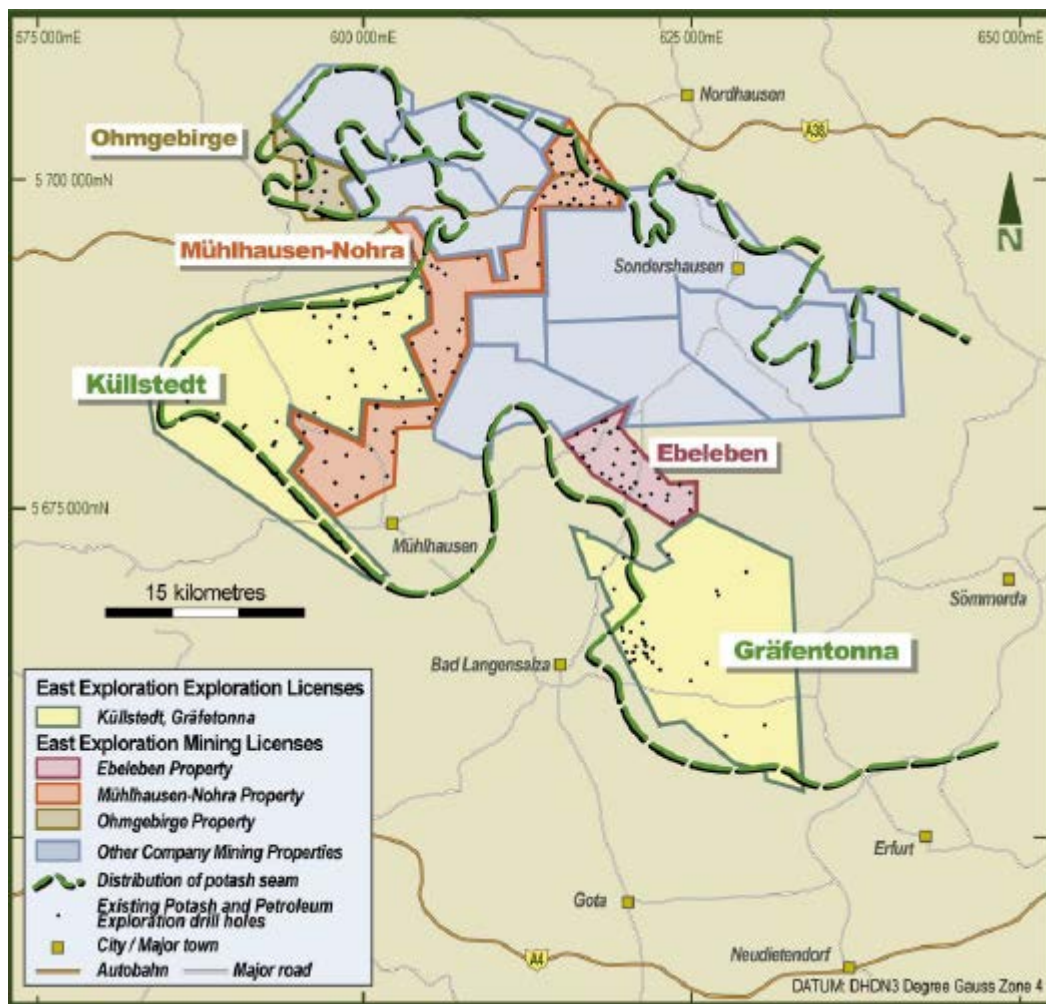 575 000mE
600 000mE
625 000mE
650 000mE
Nordhausen
A38
Ohmgebirge
5 700 000mN
N
Mühlhausen-Nohra
Sondershausen
Küllstedt
Ebeleben
5 675 000mN
Mühlhausen
15 kilometres
Sömmerda
Gräfentonna
Bad Langensalza
East Exploration Exploration Licenses
Küllstedt, Gräfetonna
East Exploration Mining Licenses
Ebeleben Property
Mühlhausen-Nohra Property
Ohmgebirge Property
Other Company Mining Properties
Distribution of potash seam
Existing Potash and Petroleum
Exploration drill holes
City / Major town
Autobahn
Major road
Erfurt
Gota
A4
Neudietendorf
DATUM: DHDN3 Degree Gauss Zone 4